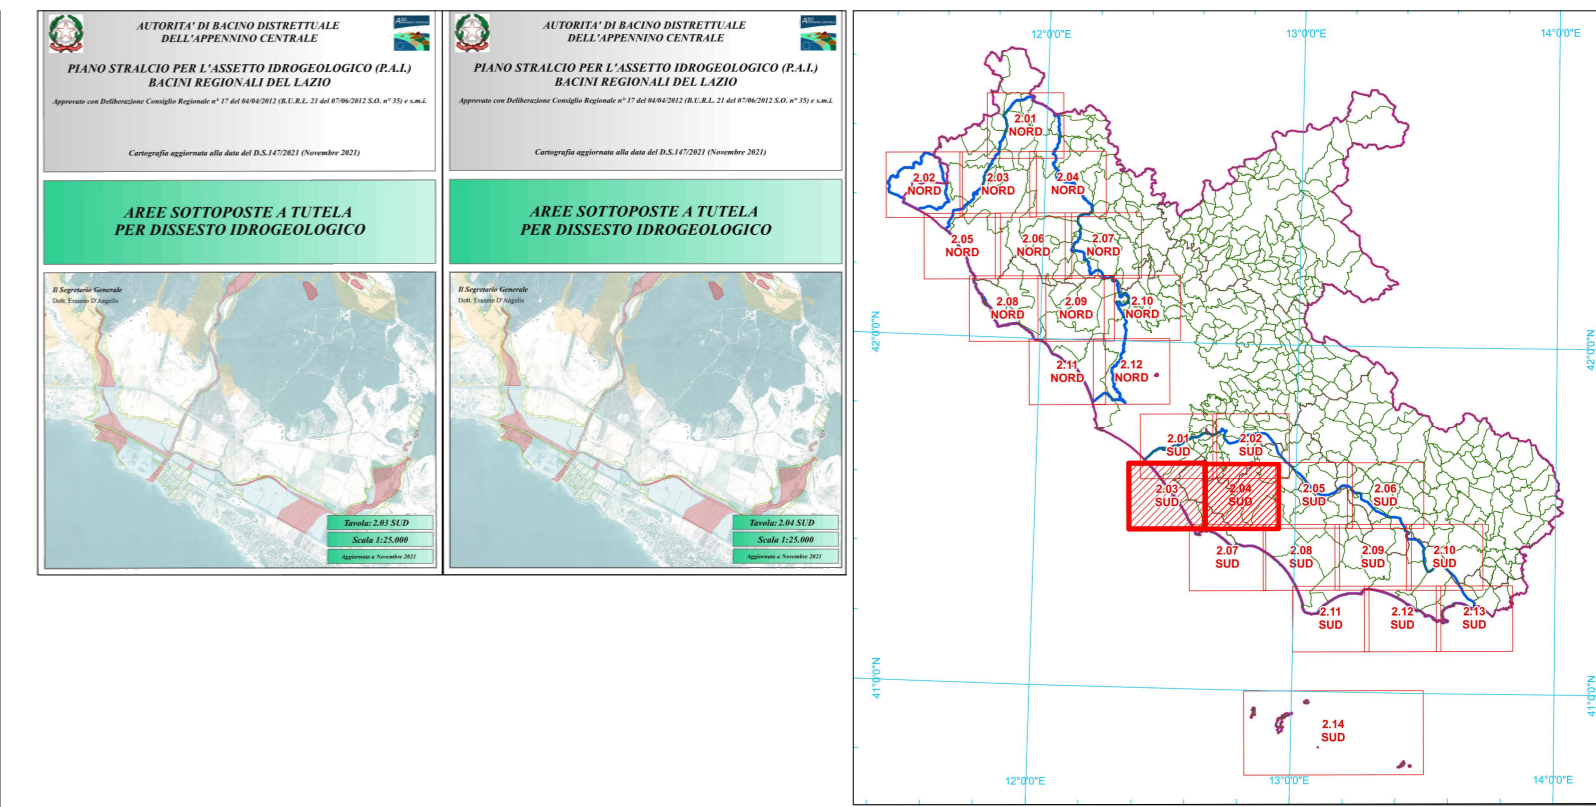 AUTORITA' DI BACINO DISTRETTUALE
DELL'APPENNINO CENTRALE
PIANO STRALCIO PER L'ASSETTO IDROGEOLOGICO (P.A.I.)
BACINI REGIONALI DEL LAZIO
Approvato con Deliberazione Consiglio Regionale n° 17 del 04/04/2012 (B.U.R.L. 21 del 07/06/2012 S.O. n° 35) e s.m.i.
Cartografia aggiornata alla data del D.S.147/2021 (Novembre 2021)
AREE SOTTOPOSTE A TUTELA
PER DISSESTO IDROGEOLOGICO
Il Segretario Generale
Dott. Erasmo D'Angelis
Tavola: 2.03 SUD
Scala 1:25.000
Aggiornata a Novembre 2021
AUTORITA' DI BACINO DISTRETTUALE
DELL'APPENNINO CENTRALE
PIANO STRALCIO PER L'ASSETTO IDROGEOLOGICO (P.A.I.)
BACINI REGIONALI DEL LAZIO
Approvato con Deliberazione Consiglio Regionale n° 17 del 04/04/2012 (B.U.R.L. 21 del 07/06/2012 S.O. n° 35) e s.m.i.
Cartografia aggiornata alla data del D.S.147/2021 (Novembre 2021)
AREE SOTTOPOSTE A TUTELA
PER DISSESTO IDROGEOLOGICO
Il Segretario Generale
Dott. Erasmo D'Angelis
Tavola: 2.04 SUD
Scala 1:25.000
Aggiornata a Novembre 2021
12°0'0"E
13°0'0"E
14°0'0"E
2.01
NORD
2.02
NORD
2.03
NORD
2.04
NORD
2.05
NORD
2.06
NORD
2.07
NORD
2.08
NORD
2.09
NORD
2.10
NORD
42°0'0"N
42°0'0"N
2.11
NORD
2.12
NORD
2.01
SUD
2.02
SUD
2.03
SUD
2.04
SUD
2.05
SUD
2.06
SUD
2.07
SUD
2.08
SUD
2.09
SUD
2.10
SUD
2.11
SUD
2.12
SUD
2.13
SUD
41°0'0"N
41°0'0"N
2.14
SUD
12°0'0"E
13°0'0"E
14°0'0"E